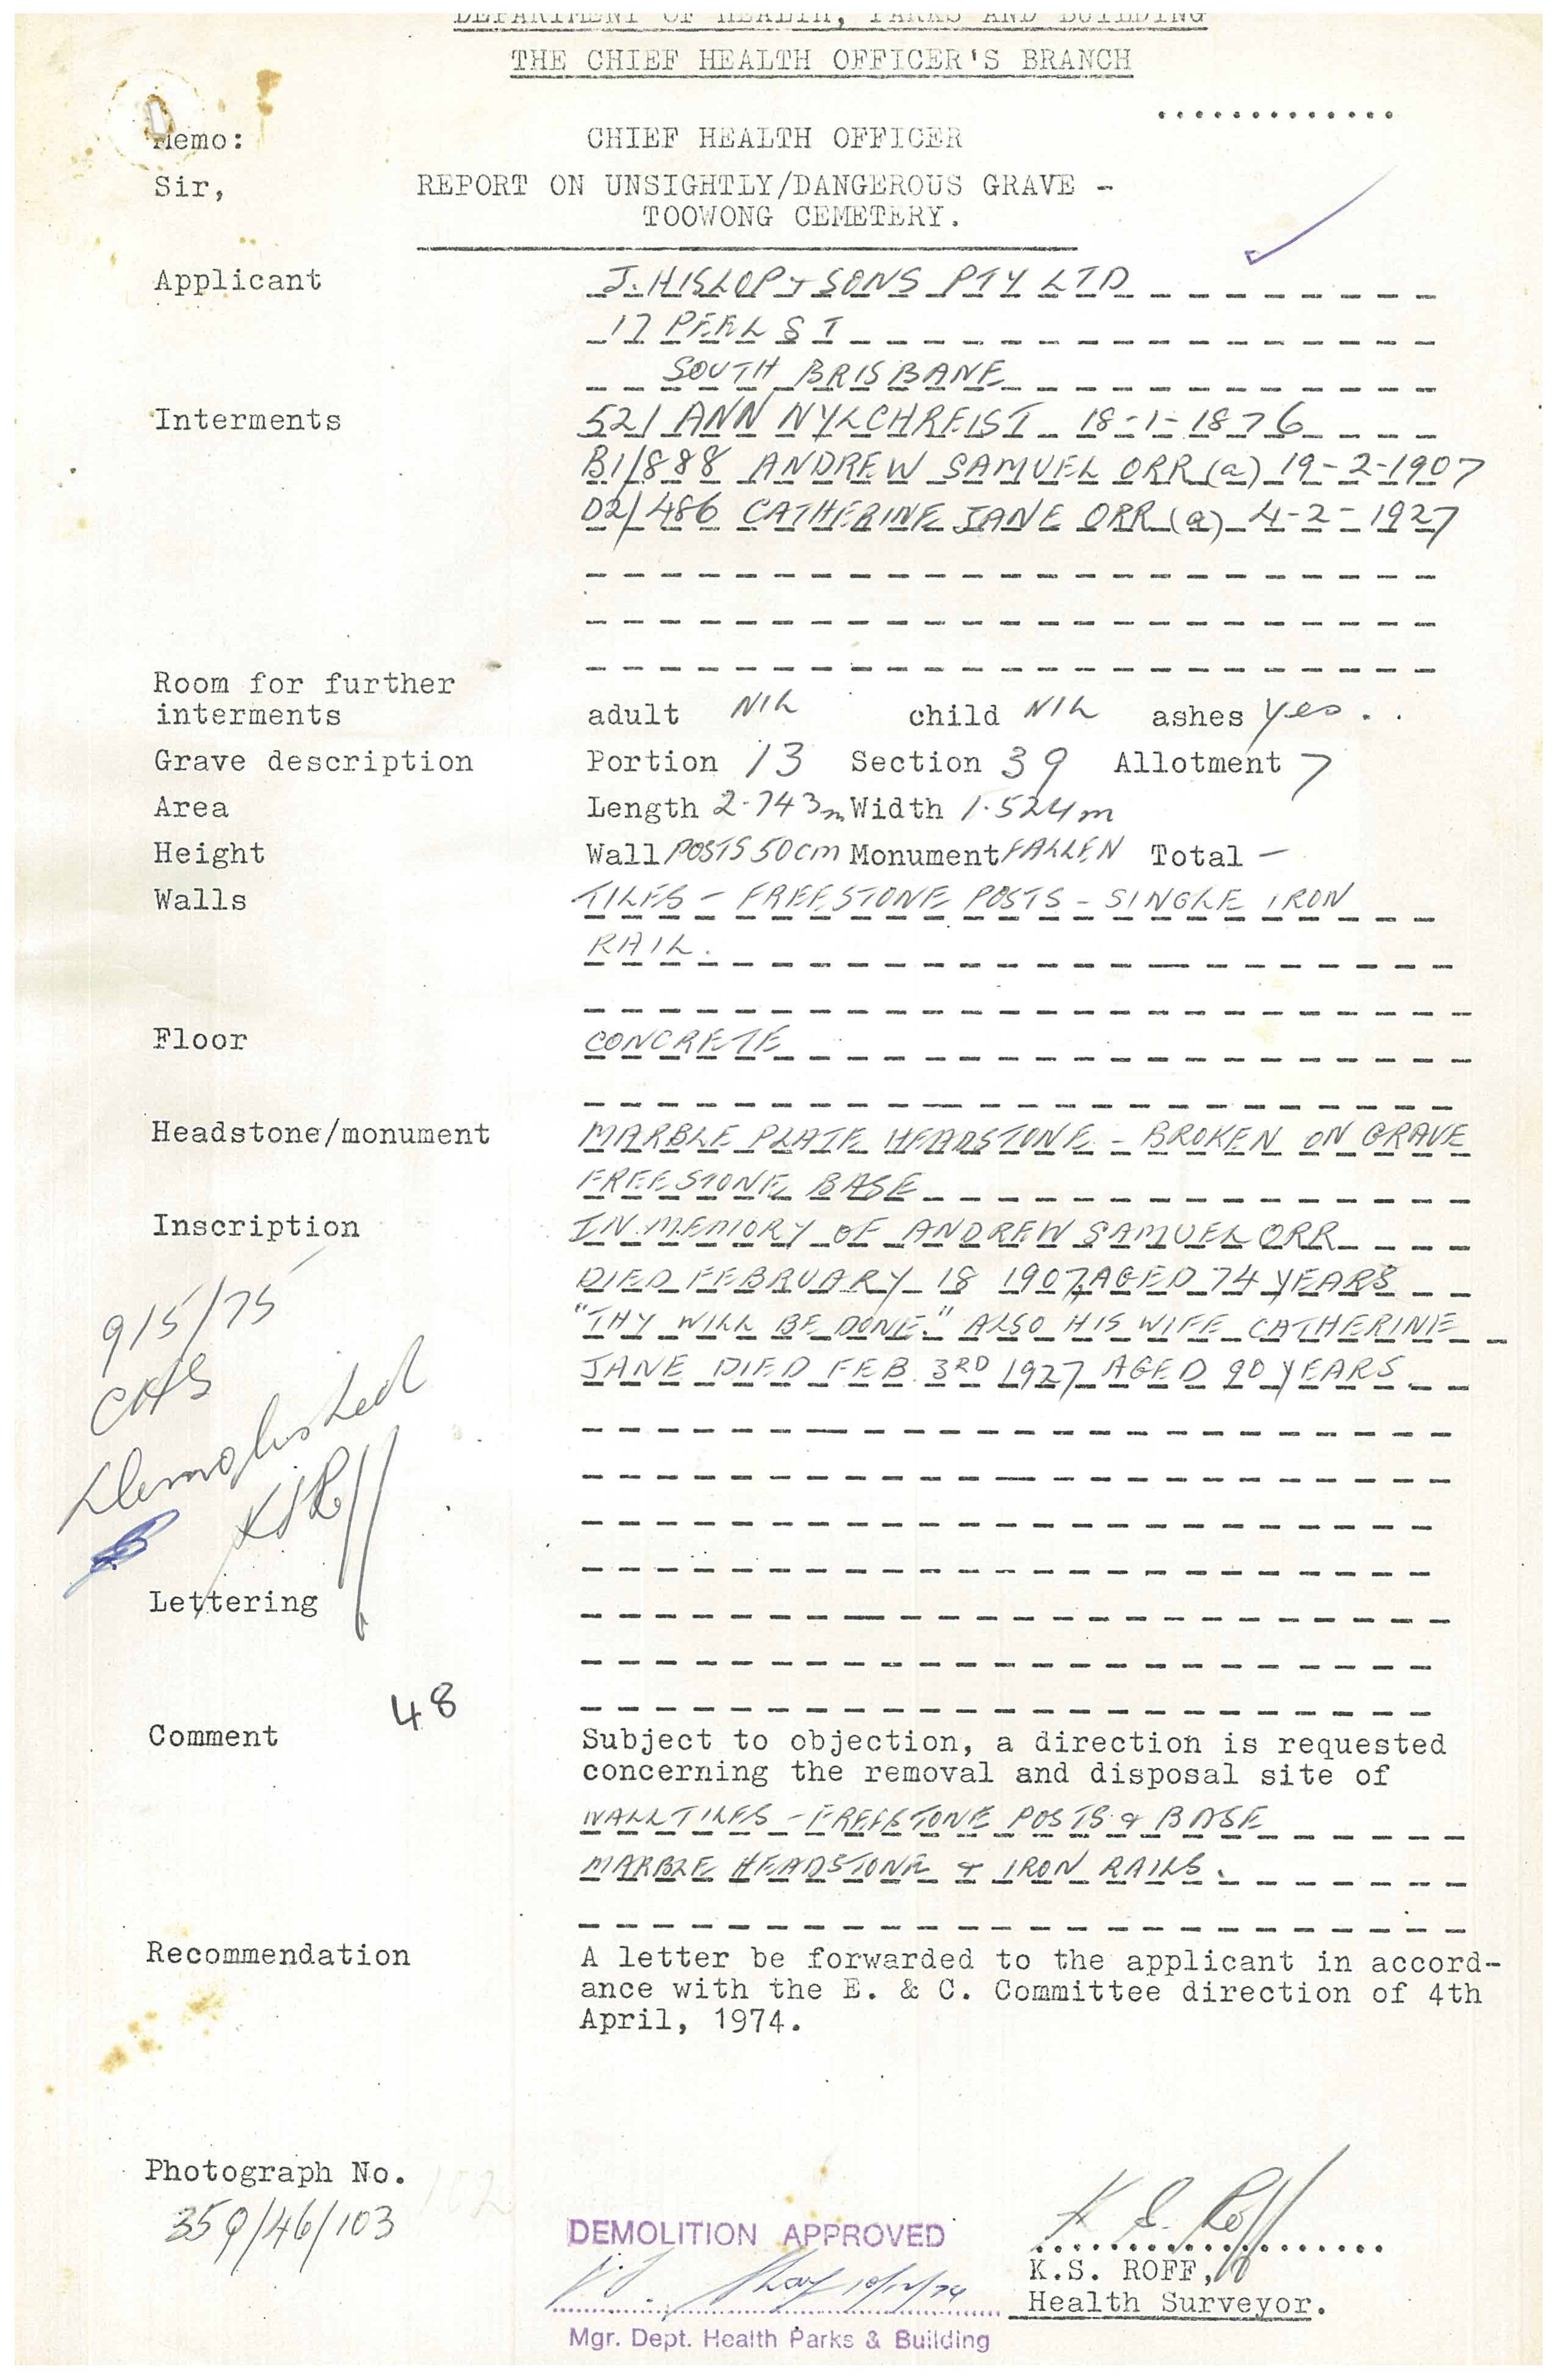 DEPARTMENT OF HEALTH, PARKS AND BUILDING
THE CHIEF HEALTH OFFICER'S BRANCH
.............
Memo: CHIEF HEALTH OFFICER
Sir, REPORT ON UNSIGHTLY/DANGEROUS GRAVE -
TOOWONG CEMETERY.
Applicant J. HISLOP & SONS PTY LTD
17 PEEL ST
SOUTH BRISBANE
Interments 521 ANN NYLCHREIST 18-1-1876
B1/888 ANDREW SAMUEL ORR (a) 19-2-1907
D2/486 CATHERINE JANE ORR (a) 4-2-1927
Room for further
interments adult NIL child NIL ashes yes . .
Grave description Portion 13 Section 39 Allotment 7
Area Length 2.743m Width 1.524m
Height Wall POSTS 50cm Monument FALLEN Total -
Walls TILES - FREESTONE POSTS - SINGLE IRON
RAIL.
Floor CONCRETE
Headstone/monument MARBLE PLATE HEADSTONE - BROKEN ON GRAVE
FREESTONE BASE
Inscription IN MEMORY OF ANDREW SAMUEL ORR
DIED FEBRUARY 18 1907 AGED 74 YEARS
"THY WILL BE DONE." ALSO HIS WIFE CATHERINE
JANE DIED FEB. 3RD 1927 AGED 90 YEARS
9/5/75
CHS
Demolished
KSRoff
Lettering
48
Comment Subject to objection, a direction is requested
concerning the removal and disposal site of
WALL TILES - FREESTONE POSTS & BASE
MARBLE HEADSTONE & IRON RAILS.
Recommendation A letter be forwarded to the applicant in accord-
ance with the E. & C. Committee direction of 4th
April, 1974.
Photograph No. 102
359/46/103
K S. Roff
DEMOLITION APPROVED
K.S. ROFF,
10/12/74
Health Surveyor.
Mgr. Dept. Health Parks & Building